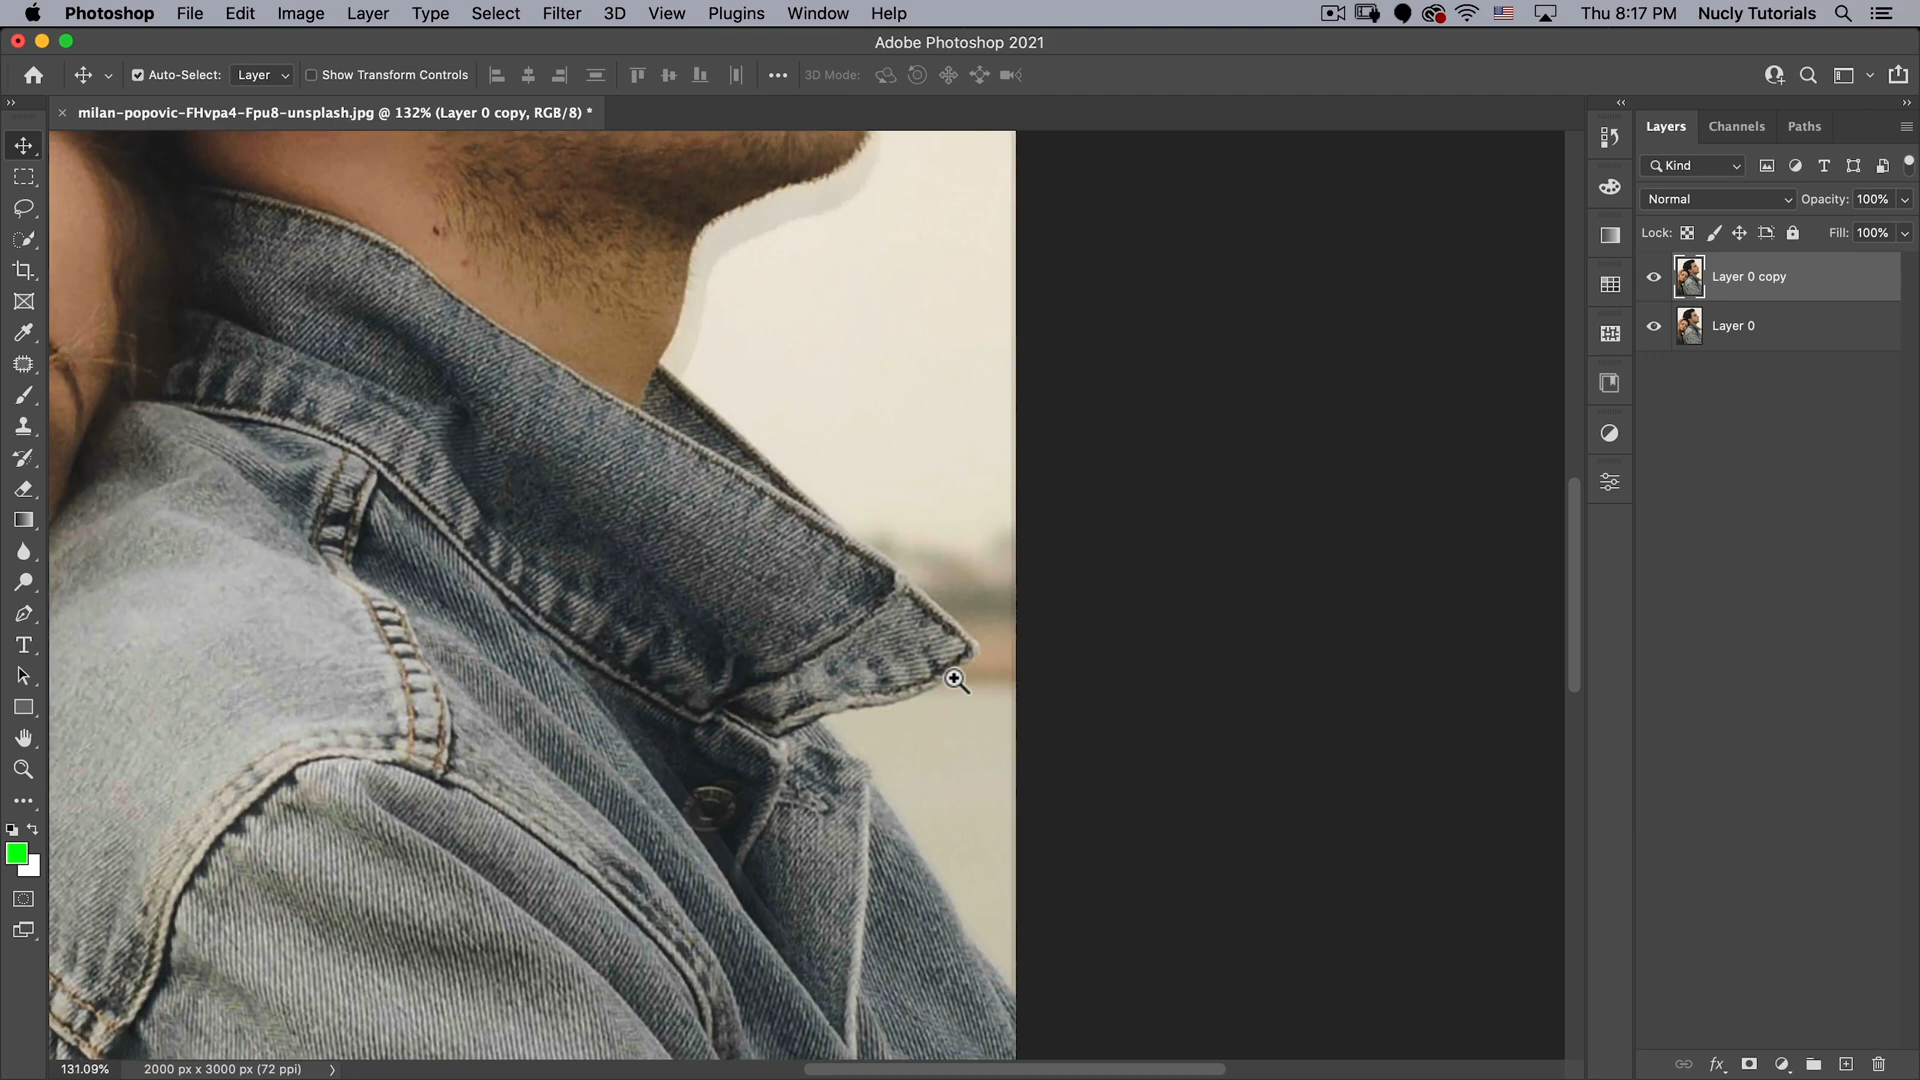 Photoshop File Edit Image Layer Type Select Filter 3D View Plugins Window Help Thu 8:17 PM Nucly Tutorials
Adobe Photoshop 2021
Auto-Select: Layer Show Transform Controls 3D Mode:
milan-popovic-FHvpa4-Fpu8-unsplash.jpg @ 132% (Layer 0 copy, RGB/8) *
Layers Channels Paths
Kind
Normal Opacity: 100%
Lock: Fill: 100%
Layer 0 copy
Layer 0
131.09% 2000 px x 3000 px (72 ppi)